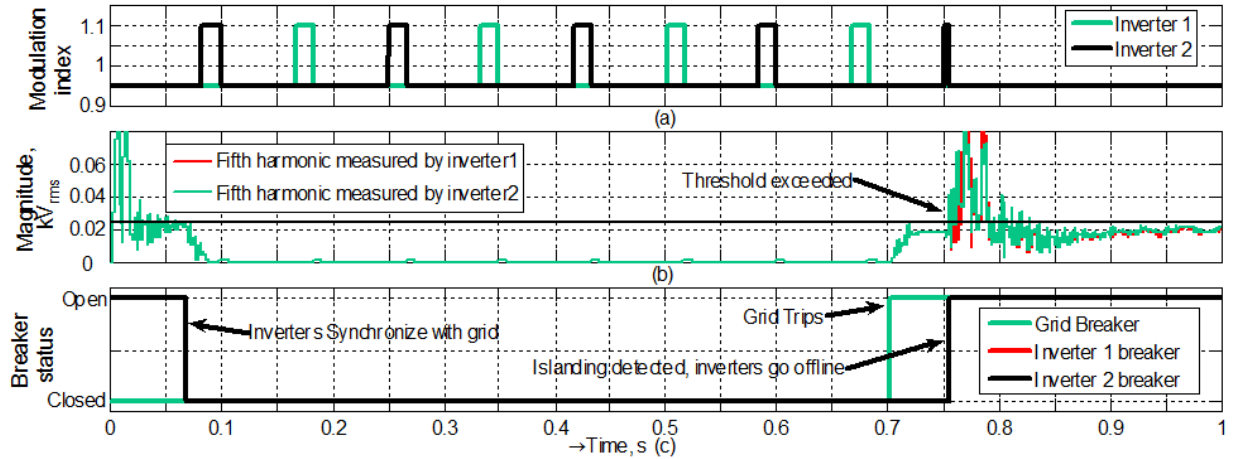 Modulation
index
1.1
1
0.9
Inverter 1
Inverter 2
(a)
Magnitude,
kVrms
0.06
0.04
0.02
0
Fifth harmonic measured by inverter1
Fifth harmonic measured by inverter2
Threshold exceeded
(b)
Breaker
status
Open
Closed
Inverters Synchronize with grid
Grid Trips
Islanding detected, inverters go offline
Grid Breaker
Inverter 1 breaker
Inverter 2 breaker
0 0.1 0.2 0.3 0.4 0.5 0.6 0.7 0.8 0.9 1
→Time, s (c)